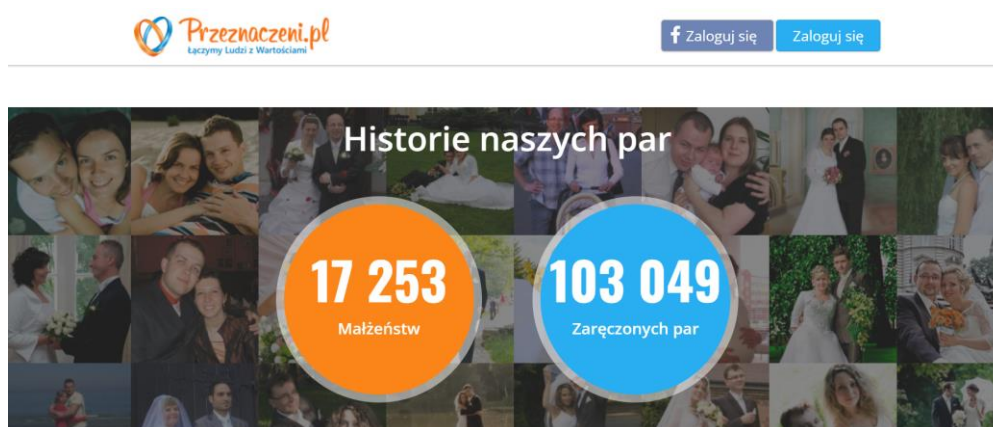 Przeznaczeni.pl
Łączymy Ludzi z Wartościami
f Zaloguj się
Zaloguj się
Historie naszych par
17 253
Małżeństw
103 049
Zaręczonych par